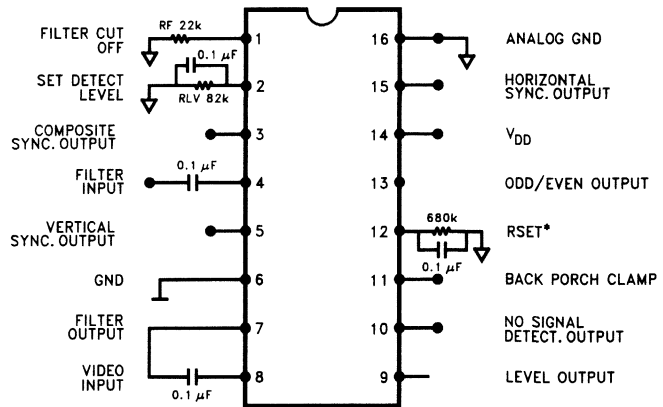 FILTER CUT
OFF
RF 22k
1
0.1 µF
SET DETECT
LEVEL
RLV 82k
2
COMPOSITE
SYNC. OUTPUT
3
FILTER
INPUT
0.1 µF
4
VERTICAL
SYNC. OUTPUT
5
GND
6
FILTER
OUTPUT
7
VIDEO
INPUT
0.1 µF
8
16
ANALOG GND
15
HORIZONTAL
SYNC. OUTPUT
14
VDD
13
ODD/EVEN OUTPUT
12
680k
0.1 µF
RSET*
11
BACK PORCH CLAMP
10
NO SIGNAL
DETECT. OUTPUT
9
LEVEL OUTPUT